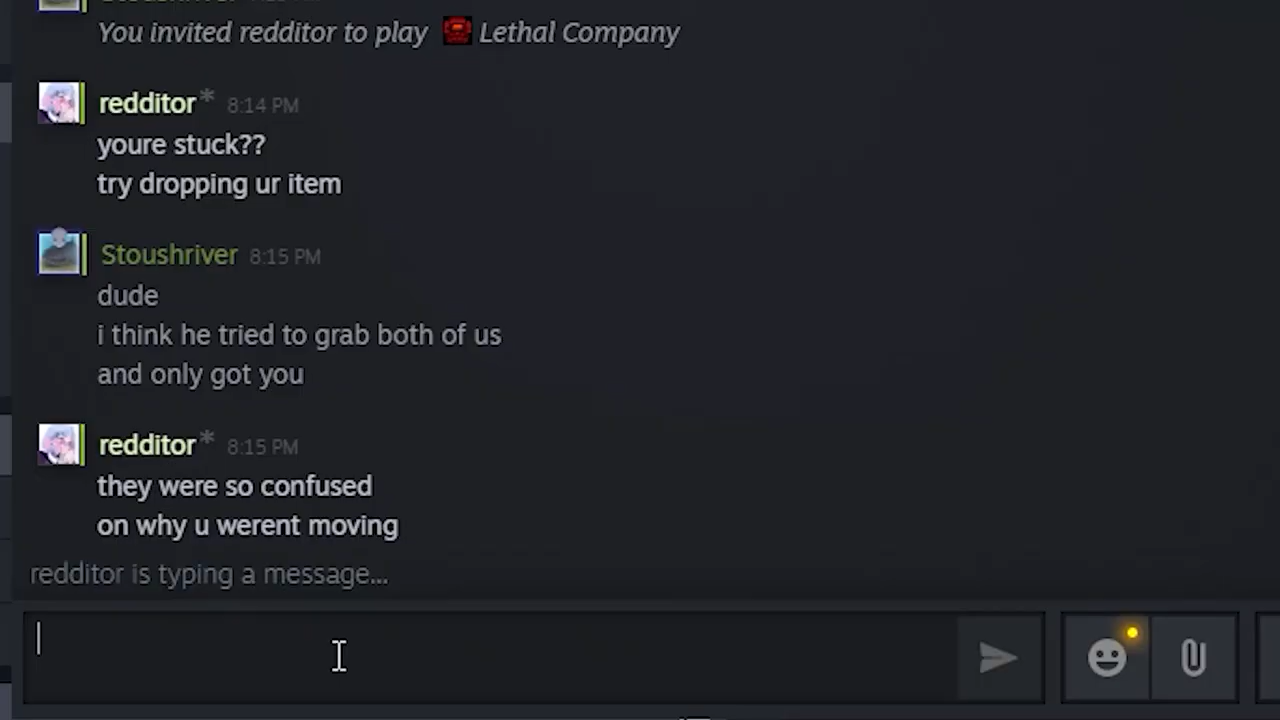 You invited redditor to play Lethal Company
redditor* 8:14 PM
youre stuck??
try dropping ur item
Stoushriver 8:15 PM
dude
i think he tried to grab both of us
and only got you
redditor* 8:15 PM
they were so confused
on why u werent moving
redditor is typing a message...